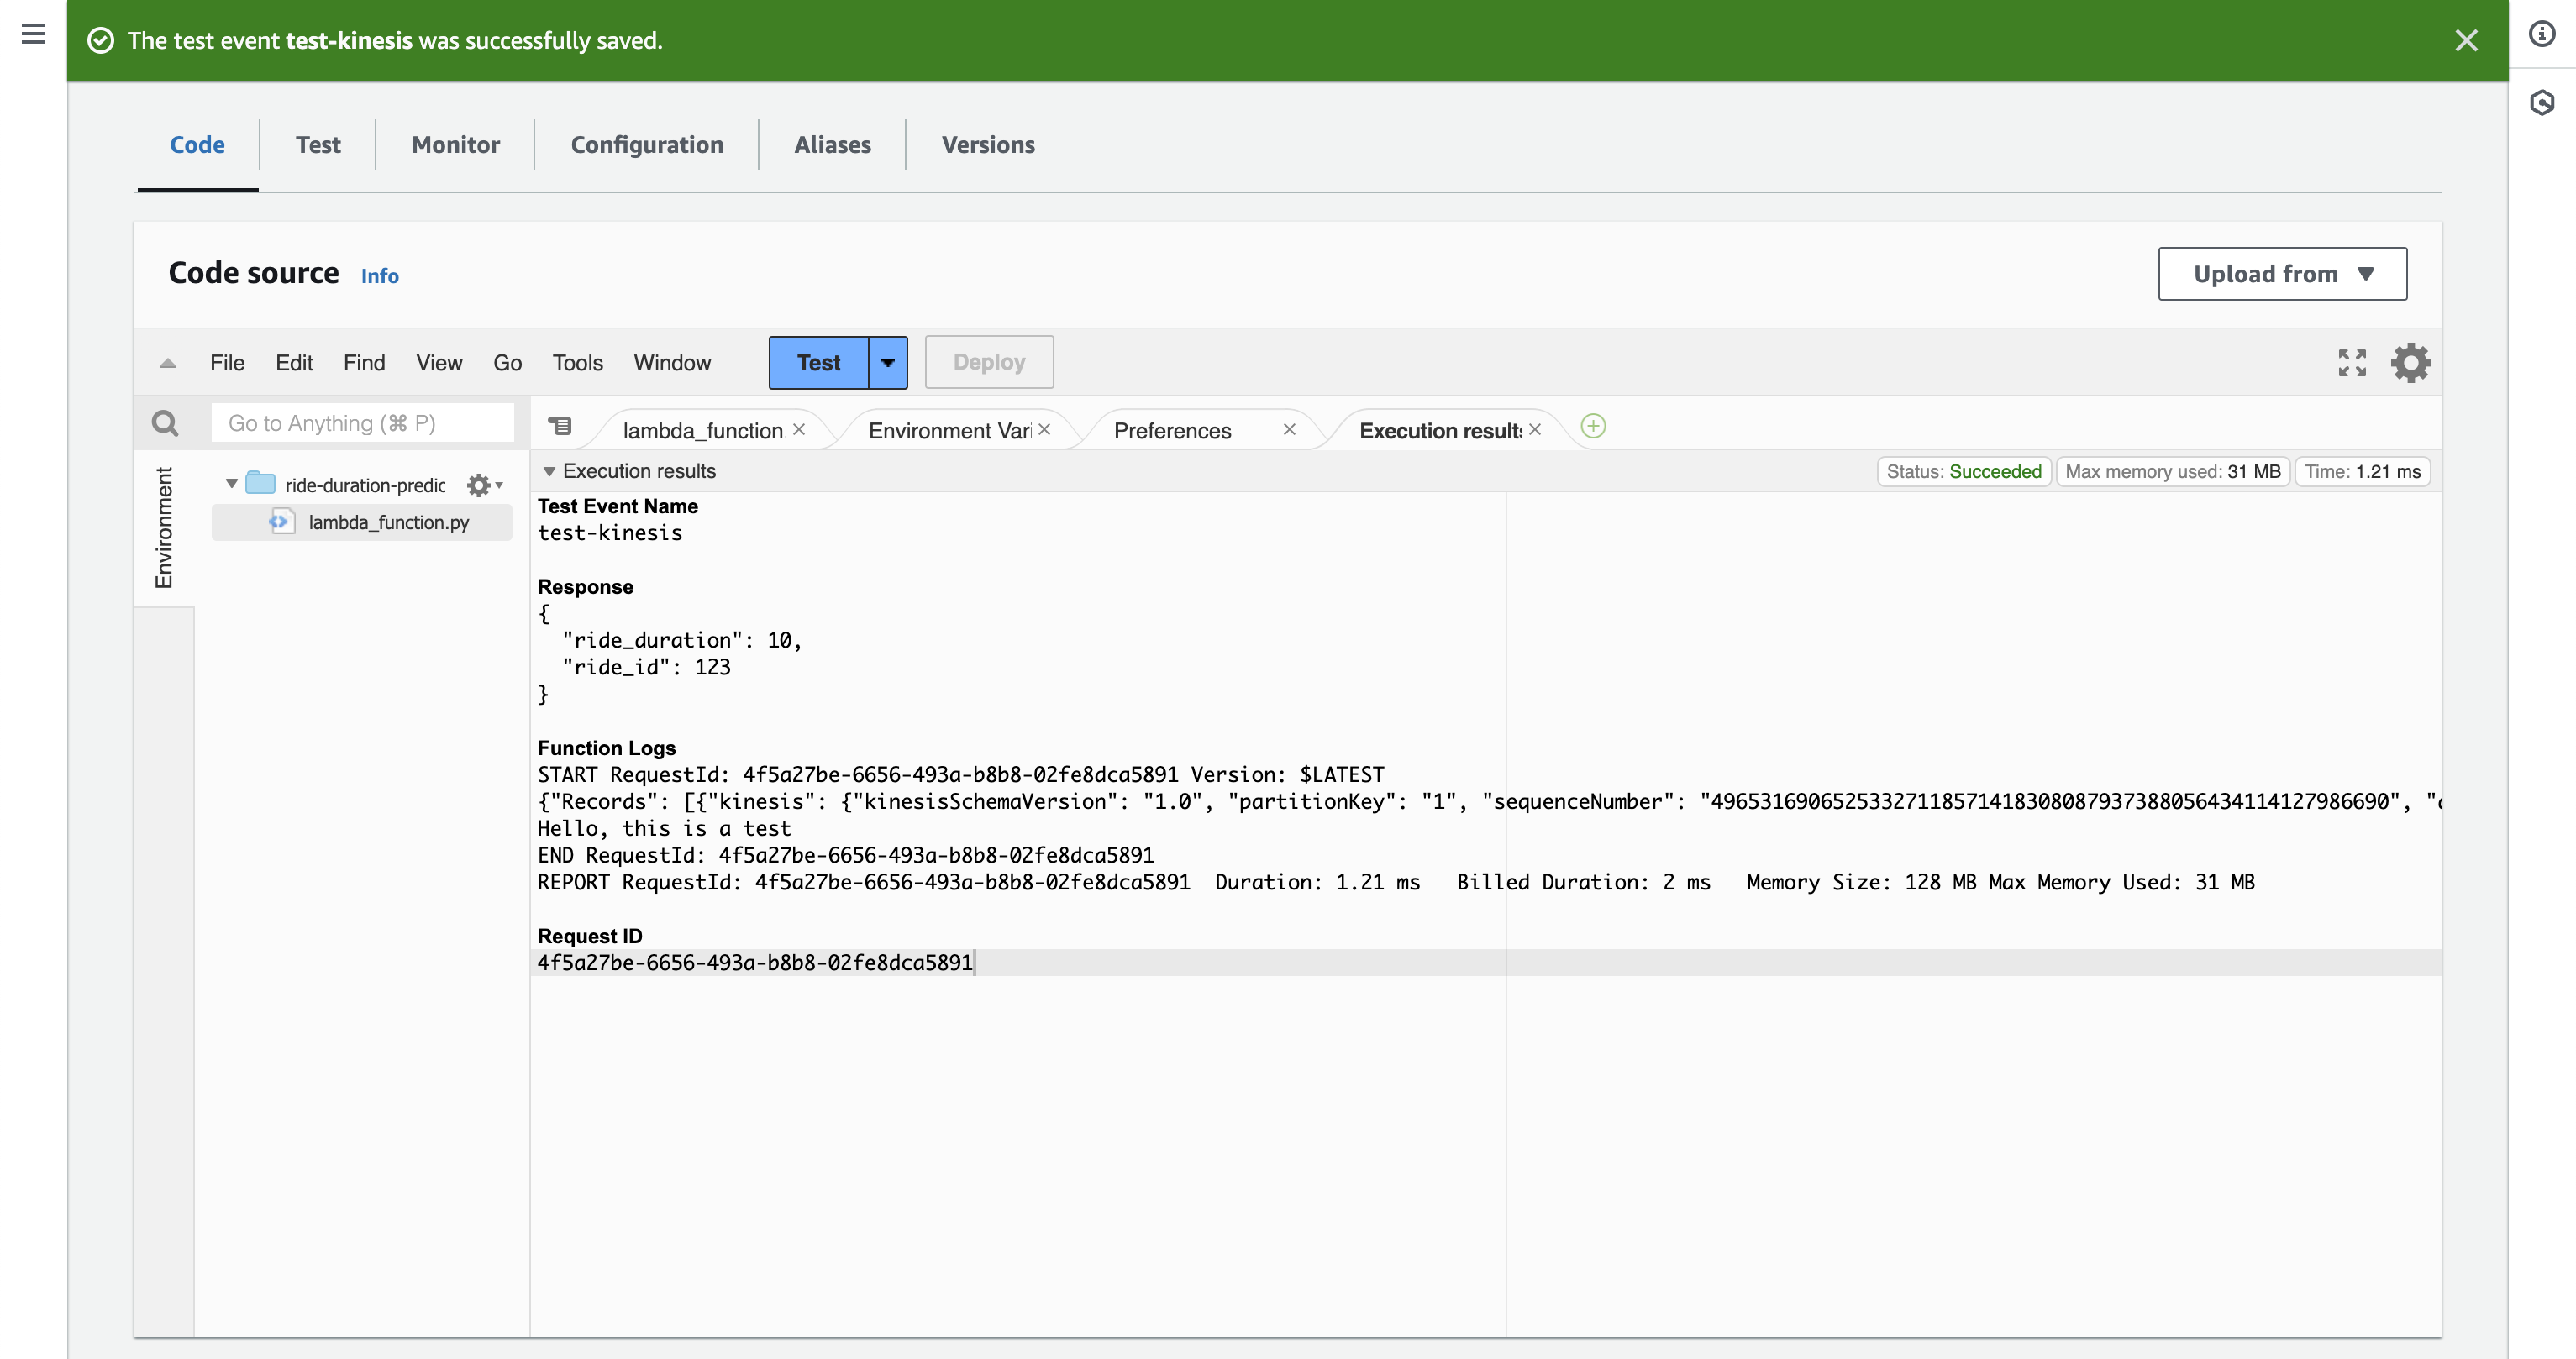 The test event test-kinesis was successfully saved.
Code
Test
Monitor
Configuration
Aliases
Versions
Code source Info
Upload from
File Edit Find View Go Tools Window
Test
Deploy
Go to Anything (⌘ P)
lambda_function.
Environment Vari
Preferences
Execution results
Environment
ride-duration-predic
lambda_function.py
Execution results
Status: Succeeded
Max memory used: 31 MB
Time: 1.21 ms
Test Event Name
test-kinesis
Response
{
"ride_duration": 10,
"ride_id": 123
}
Function Logs
START RequestId: 4f5a27be-6656-493a-b8b8-02fe8dca5891 Version: $LATEST
{"Records": [{"kinesis": {"kinesisSchemaVersion": "1.0", "partitionKey": "1", "sequenceNumber": "49653169065253327118571418308087937388056434114127986690", "
Hello, this is a test
END RequestId: 4f5a27be-6656-493a-b8b8-02fe8dca5891
REPORT RequestId: 4f5a27be-6656-493a-b8b8-02fe8dca5891 Duration: 1.21 ms Billed Duration: 2 ms Memory Size: 128 MB Max Memory Used: 31 MB
Request ID
4f5a27be-6656-493a-b8b8-02fe8dca5891